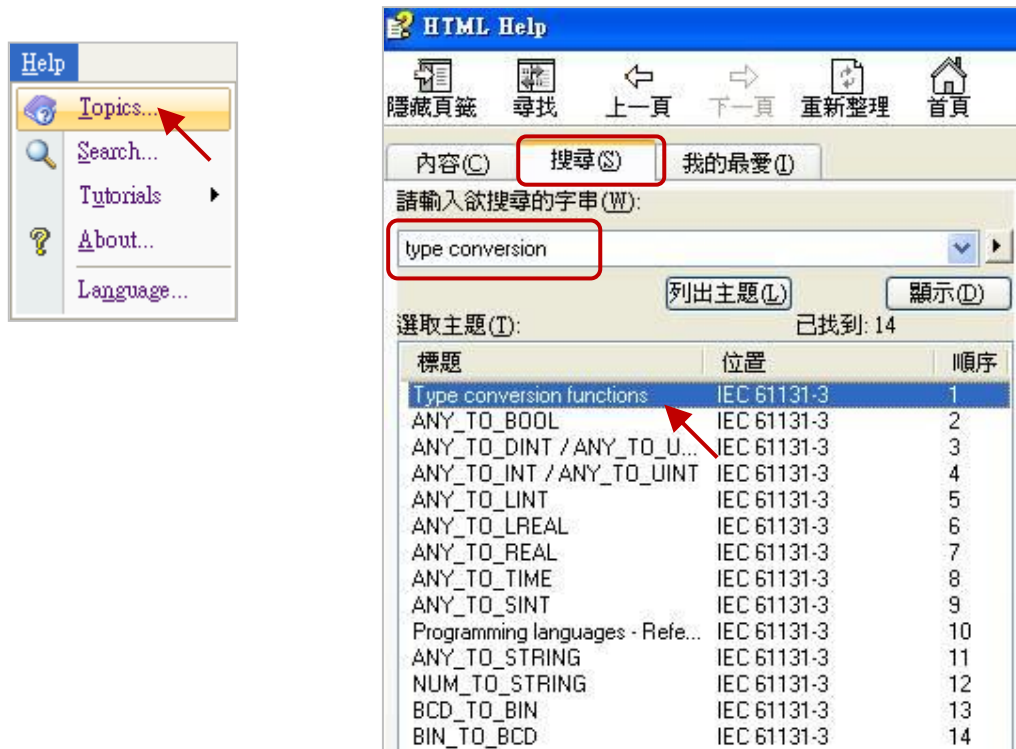 Help
Topics...
Search...
Tutorials
About...
Language...
HTML Help
隱藏頁籤 尋找 上一頁 下一頁 重新整理 首頁
內容(C) 搜尋(S) 我的最愛(I)
請輸入欲搜尋的字串(W):
type conversion
列出主題(L) 顯示(D)
選取主題(T): 已找到: 14
標題 位置 順序
Type conversion functions IEC 61131-3 1
ANY_TO_BOOL IEC 61131-3 2
ANY_TO_DINT / ANY_TO_U... IEC 61131-3 3
ANY_TO_INT / ANY_TO_UINT IEC 61131-3 4
ANY_TO_LINT IEC 61131-3 5
ANY_TO_LREAL IEC 61131-3 6
ANY_TO_REAL IEC 61131-3 7
ANY_TO_TIME IEC 61131-3 8
ANY_TO_SINT IEC 61131-3 9
Programming languages - Refe... IEC 61131-3 10
ANY_TO_STRING IEC 61131-3 11
NUM_TO_STRING IEC 61131-3 12
BCD_TO_BIN IEC 61131-3 13
BIN_TO_BCD IEC 61131-3 14